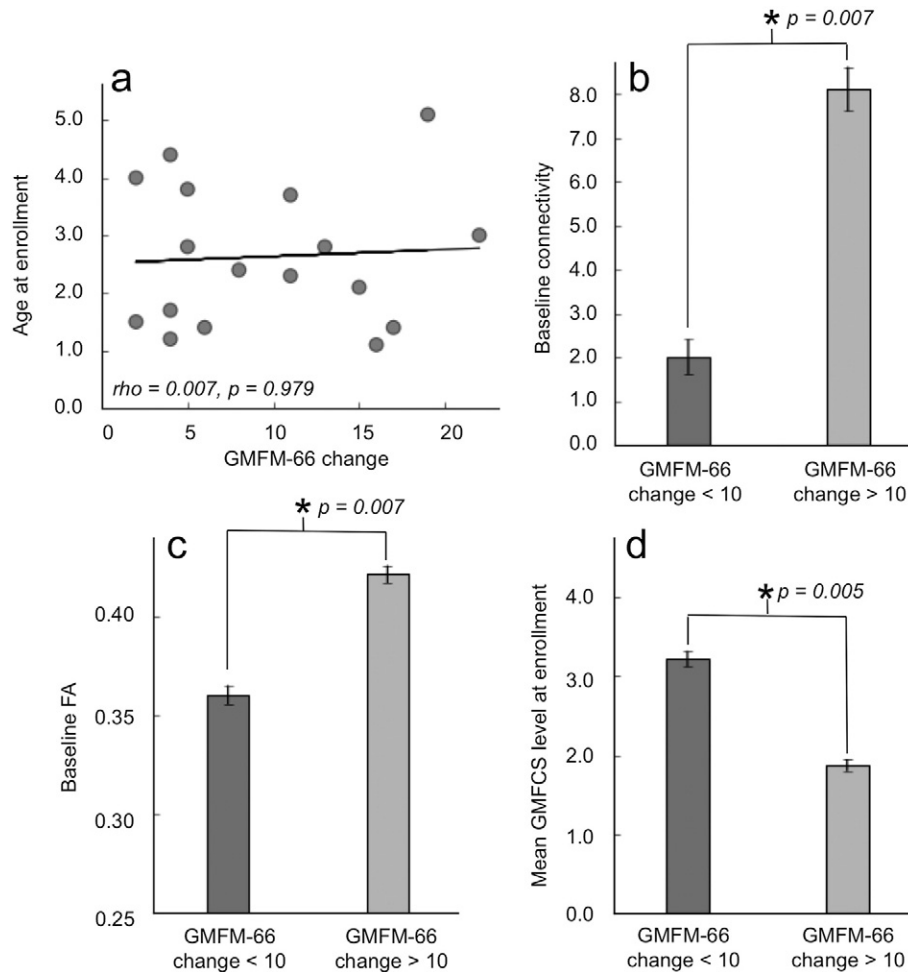 a
Age at enrollment
5.0
4.0
3.0
2.0
1.0
0.0
rho = 0.007, p = 0.979
0 5 10 15 20
GMFM-66 change
b
* p = 0.007
Baseline connectivity
8.0
7.0
6.0
5.0
4.0
3.0
2.0
1.0
0.0
GMFM-66 GMFM-66
change < 10 change > 10
c
* p = 0.007
Baseline FA
0.40
0.35
0.30
0.25
GMFM-66 GMFM-66
change < 10 change > 10
d
* p = 0.005
Mean GMFCS level at enrollment
4.0
3.0
2.0
1.0
0.0
GMFM-66 GMFM-66
change < 10 change > 10